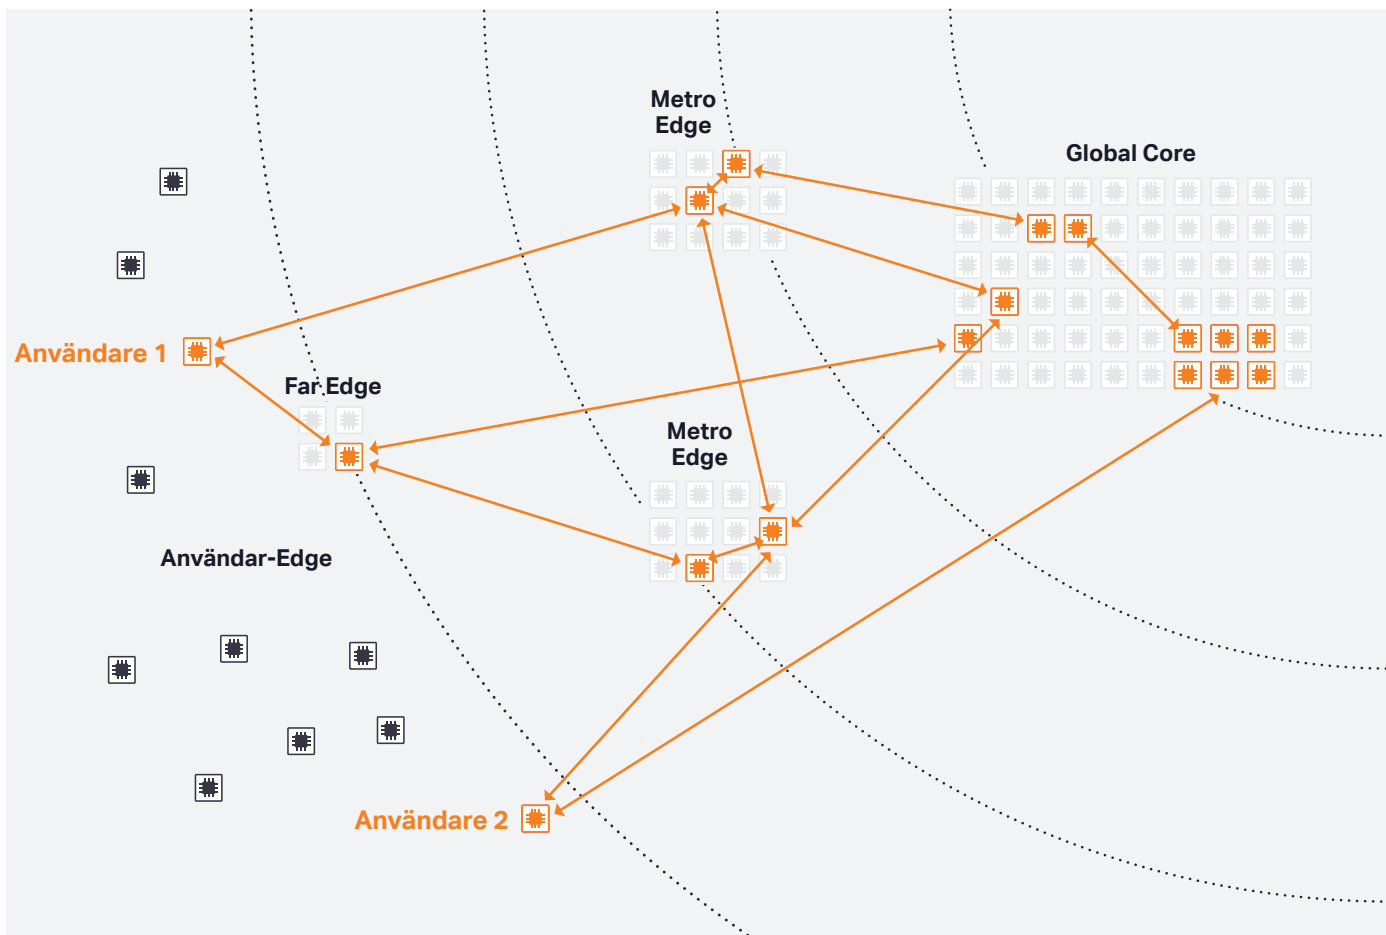 Metro
Edge
Global Core
Användare 1
Far Edge
Metro
Edge
Användar-Edge
Användare 2